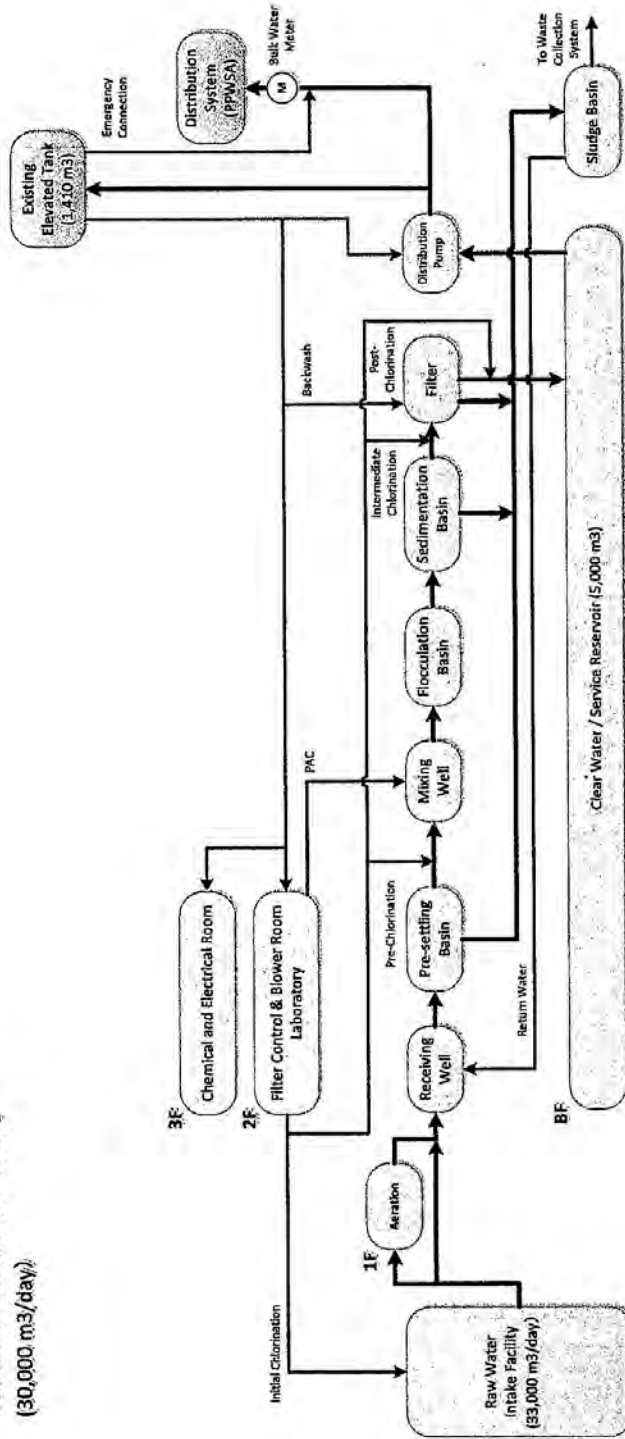 (30,000 m3/day)
3F
Chemical and Electrical Room
2F
Filter Control & Blower Room
Laboratory
Existing
Elevated Tank
(1,410 m3)
Emergency
Connection
Distribution
System
(PPWSA)
Bulk Water
Meter
M
Initial Chlorination
PAC
Backwash
Post-
Chlorination
Intermediate
Chlorination
Pre-Chlorination
1F
Aeration
Raw Water
Intake Facility
(33,000 m3/day)
Receiving
Well
Pre-settling
Basin
Mixing
Well
Flocculation
Basin
Sedimentation
Basin
Filter
Distribution
Pump
To Waste
Collection
System
Sludge Basin
Return Water
BF
Clear Water / Service Reservoir (5,000 m3)